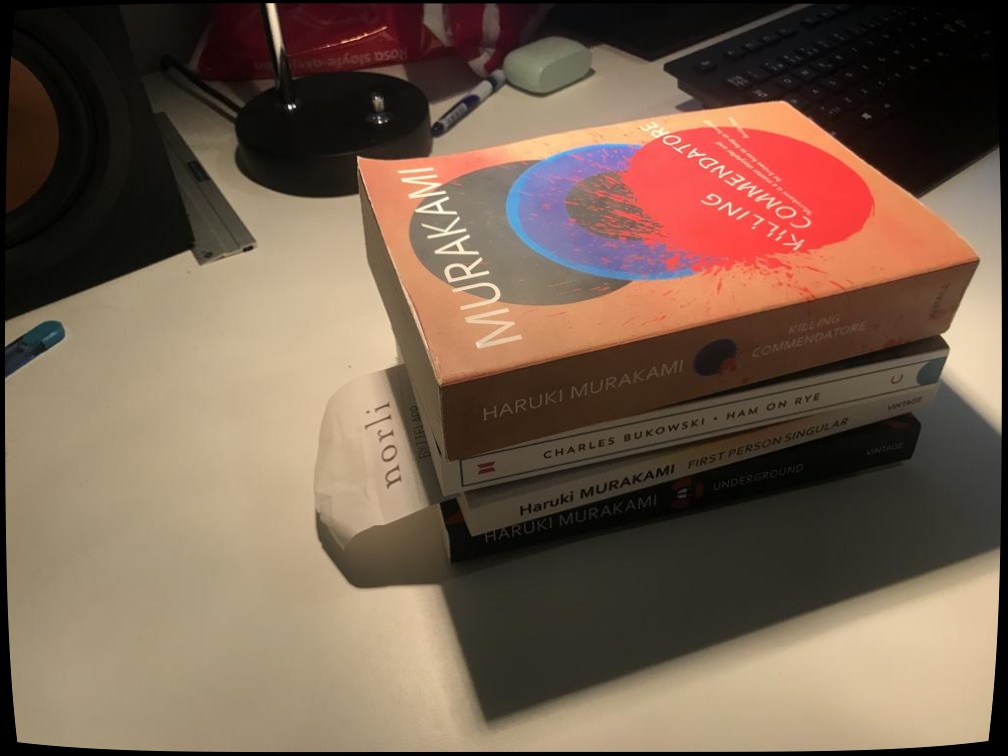 MURAKAMI
KILLING
COMMENDATORE
HARUKI MURAKAMI
KILLING
COMMENDATORE
CHARLES BUKOWSKI • HAM ON RYE
Haruki MURAKAMI FIRST PERSON SINGULAR VINTAGE
HARUKI MURAKAMI UNDERGROUND VINTAGE
norli